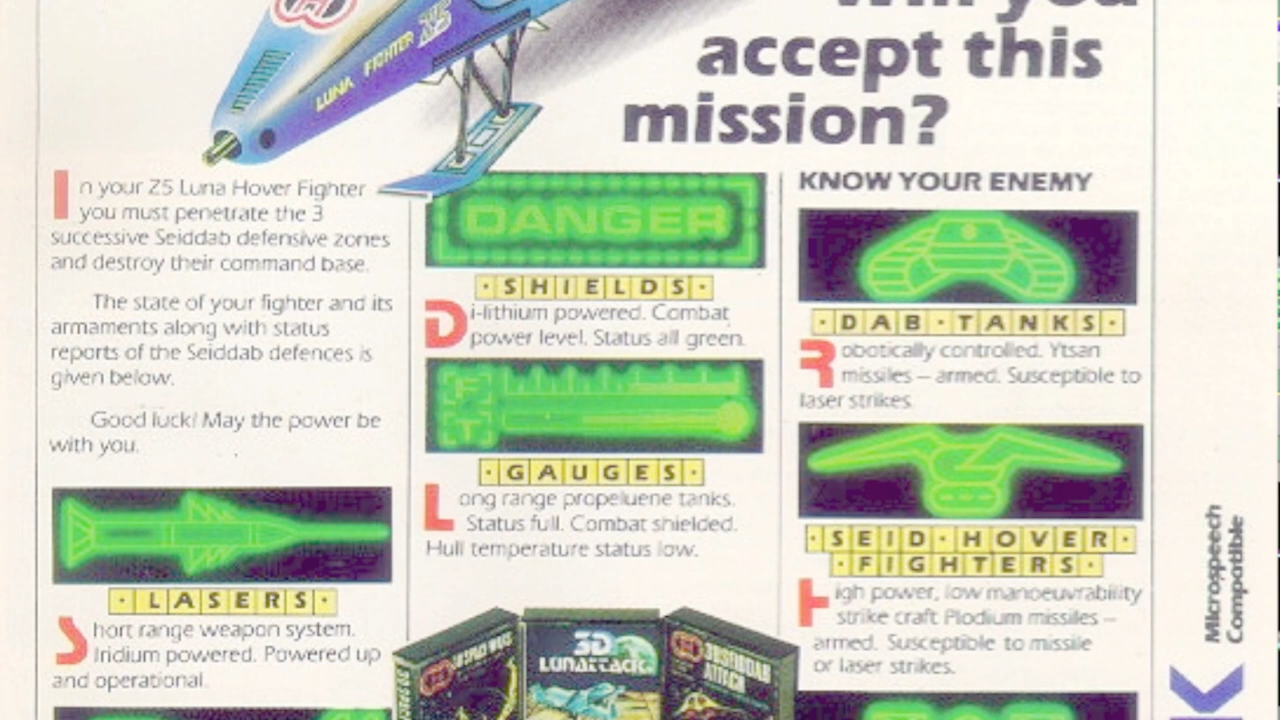 Will you
accept this
mission?
LUNA FIGHTER Z5
In your Z5 Luna Hover Fighter
you must penetrate the 3
successive Seiddab defensive zones
and destroy their command base.
The state of your fighter and its
armaments along with status
reports of the Seiddab defences is
given below.
Good luck! May the power be
with you.
·LASERS·
Short range weapon system.
Iridium powered. Powered up
and operational.
DANGER
·SHIELDS·
Di-lithium powered. Combat
power level. Status all green.
F
T
·GAUGES·
Long range propeluene tanks.
Status full. Combat shielded.
Hull temperature status low.
3D
LUNATTACK
KNOW YOUR ENEMY
·DAB·TANKS·
Robotically controlled. Ytsan
missiles – armed. Susceptible to
laser strikes.
·SEID·HOVER·
·FIGHTERS·
High power, low manoeuvrability
strike craft Plodium missiles –
armed. Susceptible to missile
or laser strikes.
Microspeech
Compatible